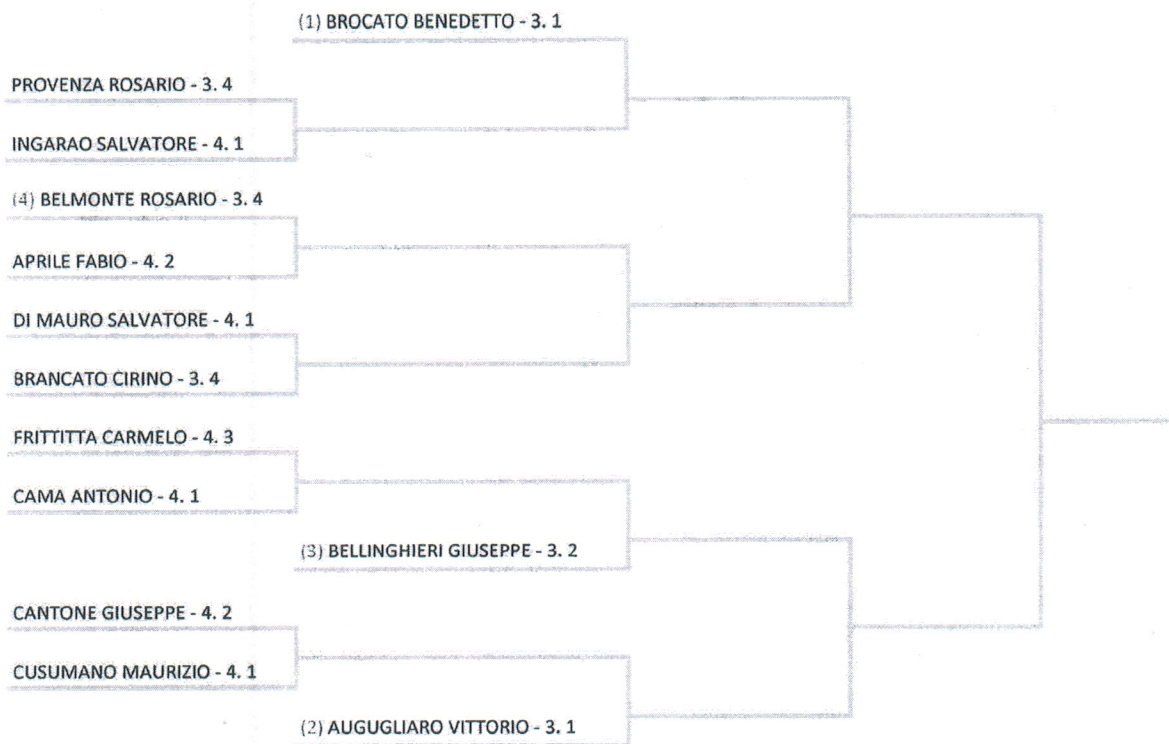 (1) BROCATO BENEDETTO - 3. 1
PROVENZA ROSARIO - 3. 4
INGARAO SALVATORE - 4. 1
(4) BELMONTE ROSARIO - 3. 4
APRILE FABIO - 4. 2
DI MAURO SALVATORE - 4. 1
BRANCATO CIRINO - 3. 4
FRITTITTA CARMELO - 4. 3
CAMA ANTONIO - 4. 1
(3) BELLINGHIERI GIUSEPPE - 3. 2
CANTONE GIUSEPPE - 4. 2
CUSUMANO MAURIZIO - 4. 1
(2) AUGUGLIARO VITTORIO - 3. 1